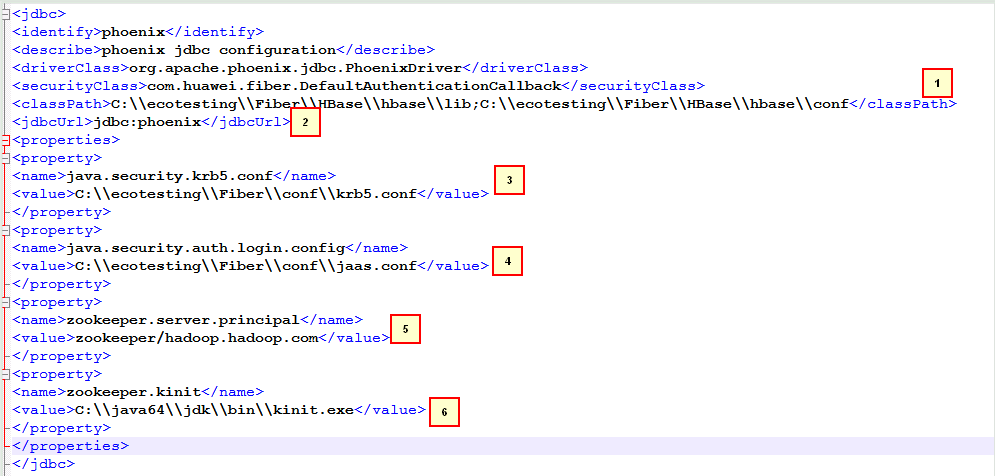 <jdbc>
<identify>phoenix</identify>
<describe>phoenix jdbc configuration</describe>
<driverClass>org.apache.phoenix.jdbc.PhoenixDriver</driverClass>
<securityClass>com.huawei.fiber.DefaultAuthenticationCallback</securityClass>
1
<classPath>C:\\ecotesting\\Fiber\\HBase\\hbase\\lib;C:\\ecotesting\\Fiber\\HBase\\hbase\\conf</classPath>
<jdbcUrl>jdbc:phoenix</jdbcUrl> 2
<properties>
<property>
<name>java.security.krb5.conf</name>
<value>C:\\ecotesting\\Fiber\\conf\\krb5.conf</value> 3
</property>
<property>
<name>java.security.auth.login.config</name>
<value>C:\\ecotesting\\Fiber\\conf\\jaas.conf</value> 4
</property>
<property>
<name>zookeeper.server.principal</name>
<value>zookeeper/hadoop.hadoop.com</value> 5
</property>
<property>
<name>zookeeper.kinit</name>
<value>C:\\java64\\jdk\\bin\\kinit.exe</value> 6
</property>
</properties>
</jdbc>